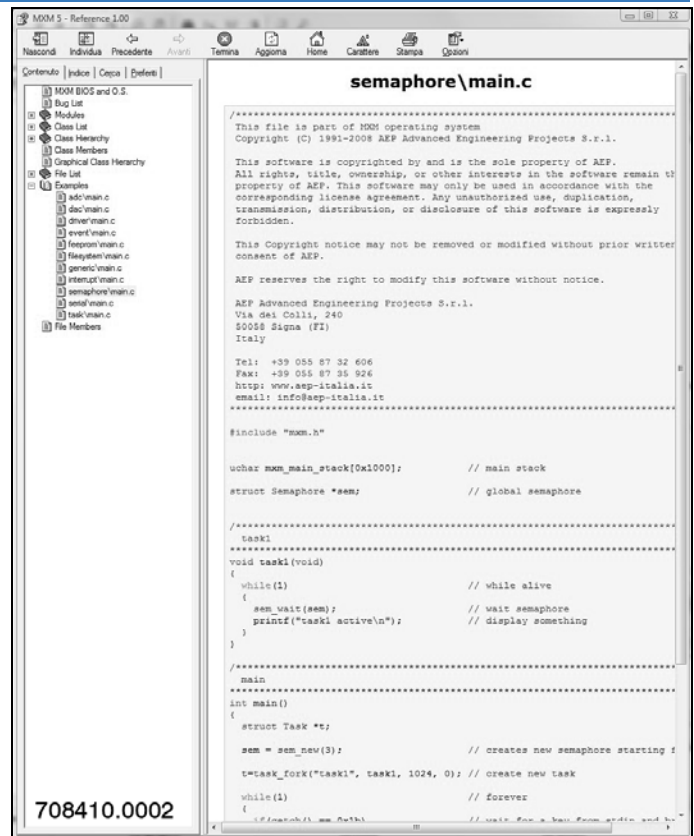 MXM 5 - Reference 1.00
Nascondi Individua Precedente Avanti Termina Aggiorna Home Carattere Stampa Opzioni
Contenuto Indice Cerca Preferiti
MXM BIOS and O.S.
Bug List
Modules
Class List
Class Hierarchy
Class Members
Graphical Class Hierarchy
File List
Examples
adc\main.c
dac\main.c
driver\main.c
event\main.c
feeprom\main.c
filesystem\main.c
generic\main.c
interrupt\main.c
semaphore\main.c
serial\main.c
task\main.c
File Members
708410.0002
semaphore\main.c
/****************************************************************
This file is part of MXM operating system
Copyright (C) 1991-2008 AEP Advanced Engineering Projects S.r.l.
This software is copyrighted by and is the sole property of AEP.
All rights, title, ownership, or other interests in the software remain th
property of AEP. This software may only be used in accordance with the
corresponding license agreement. Any unauthorized use, duplication,
transmission, distribution, or disclosure of this software is expressly
forbidden.
This Copyright notice may not be removed or modified without prior written
consent of AEP.
AEP reserves the right to modify this software without notice.
AEP Advanced Engineering Projects S.r.l.
Via dei Colli, 240
50058 Signa (FI)
Italy
Tel: +39 055 87 32 606
Fax: +39 055 87 35 926
http: www.aep-italia.it
email: info@aep-italia.it
****************************************************************
#include "mxm.h"
uchar mxm_main_stack[0x1000]; // main stack
struct Semaphore *sem; // global semaphore
/****************************************************************
task1
****************************************************************
void task1(void)
{
while(1) // while alive
{
sem_wait(sem); // wait semaphore
printf("task1 active\n"); // display something
}
}
/****************************************************************
main
****************************************************************
int main()
{
struct Task *t;
sem = sem_new(3); // creates new semaphore starting f
t=task_fork("task1", task1, 1024, 0); // create new task
while(1) // forever
{
if(getch() == 0x1b) // wait for a key from stdin and